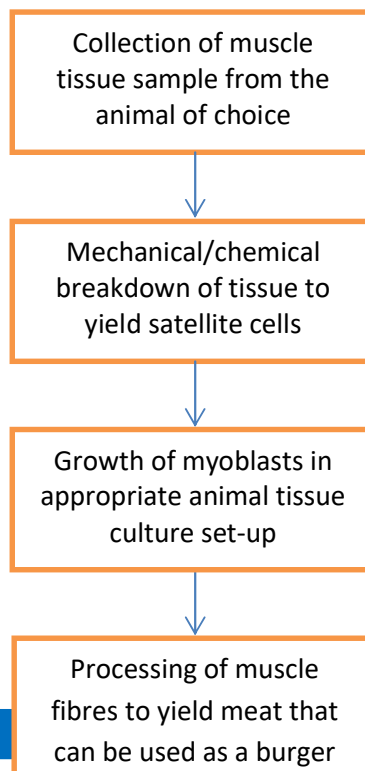 Collection of muscle
tissue sample from the
animal of choice
Mechanical/chemical
breakdown of tissue to
yield satellite cells
Growth of myoblasts in
appropriate animal tissue
culture set-up
Processing of muscle
fibres to yield meat that
can be used as a burger